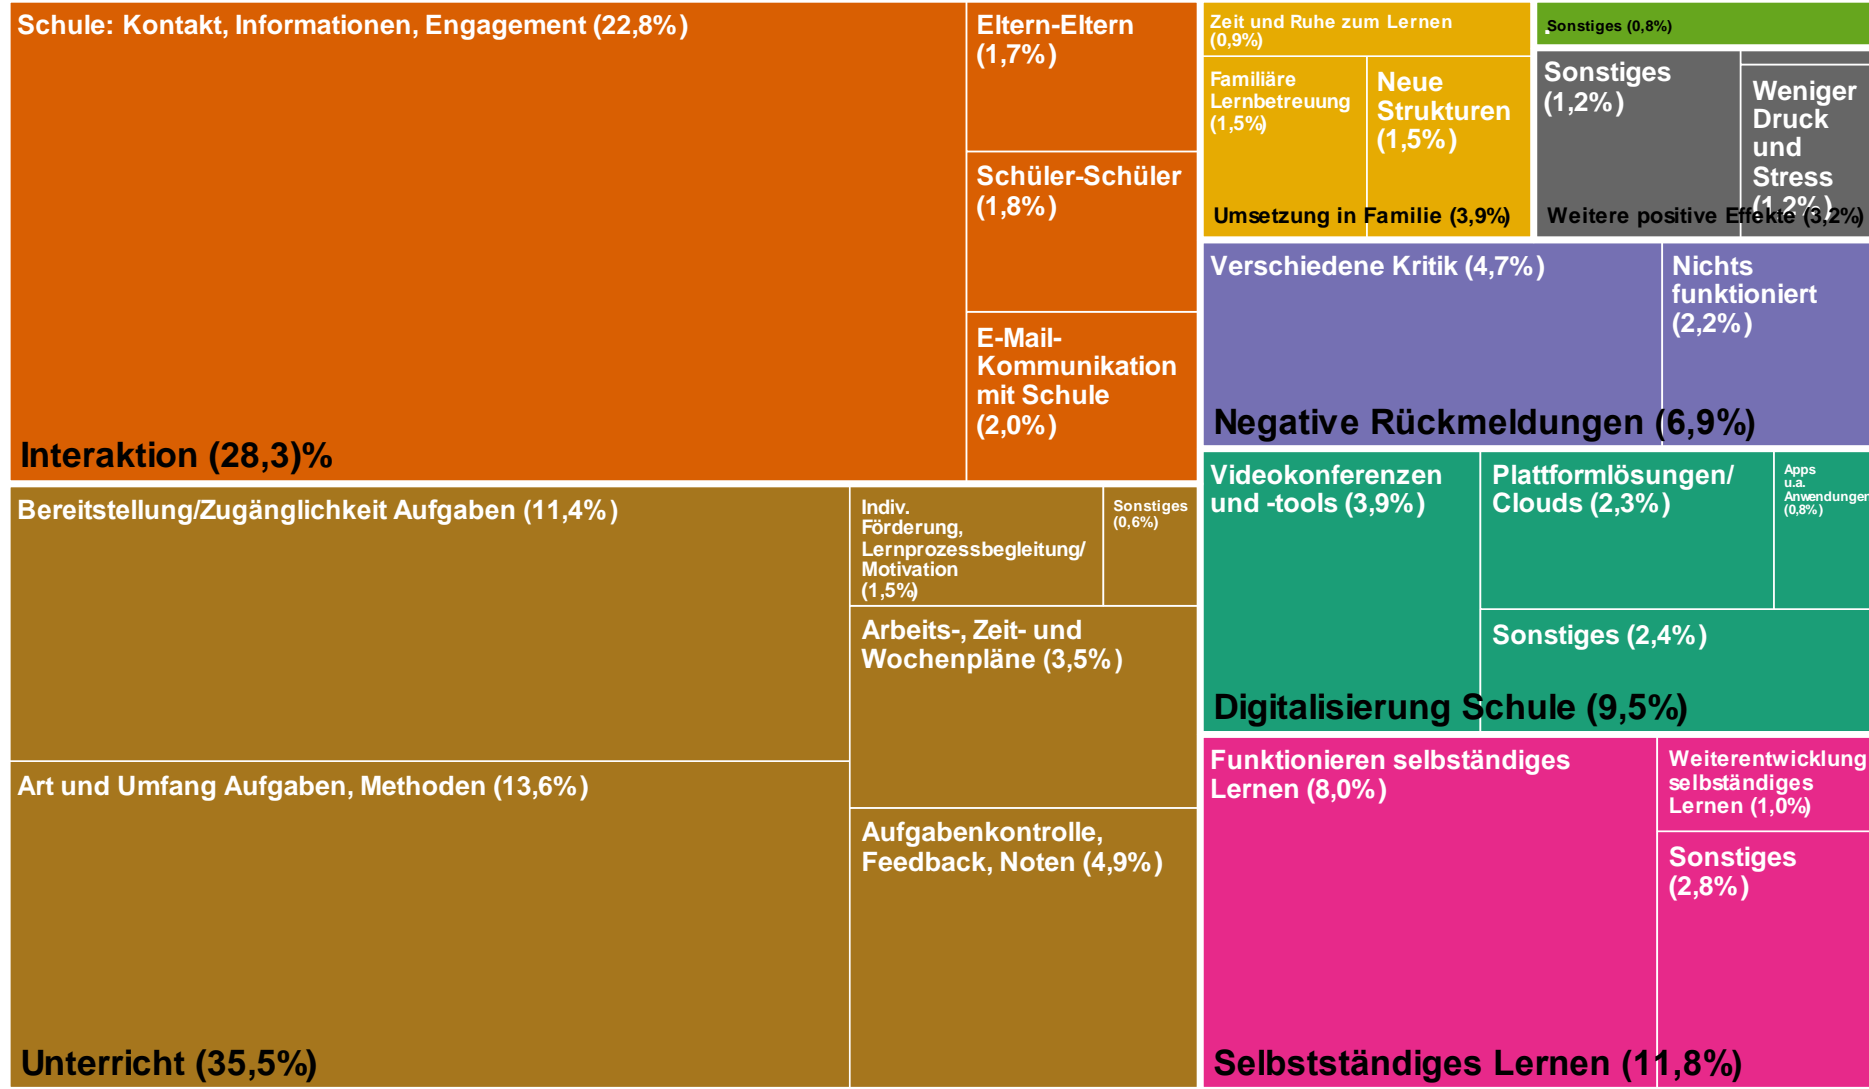 Schule: Kontakt, Informationen, Engagement (22,8%)
Eltern-Eltern
(1,7%)
Schüler-Schüler
(1,8%)
E-Mail-
Kommunikation
mit Schule
(2,0%)
Interaktion (28,3)%
Bereitstellung/Zugänglichkeit Aufgaben (11,4%)
Indiv.
Förderung,
Lernprozessbegleitung/
Motivation
(1,5%)
Sonstiges
(0,6%)
Arbeits-, Zeit- und
Wochenpläne (3,5%)
Art und Umfang Aufgaben, Methoden (13,6%)
Aufgabenkontrolle,
Feedback, Noten (4,9%)
Unterricht (35,5%)
Zeit und Ruhe zum Lernen
(0,9%)
Familiäre
Lernbetreuung
(1,5%)
Neue
Strukturen
(1,5%)
Umsetzung in Familie (3,9%)
Sonstiges (0,8%)
Sonstiges
(1,2%)
Weniger
Druck
und
Stress
(1,2%)
Weitere positive Effekte (3,2%)
Verschiedene Kritik (4,7%)
Nichts
funktioniert
(2,2%)
Negative Rückmeldungen (6,9%)
Videokonferenzen
und -tools (3,9%)
Plattformlösungen/
Clouds (2,3%)
Apps
u.a.
Anwendungen
(0,8%)
Sonstiges (2,4%)
Digitalisierung Schule (9,5%)
Funktionieren selbständiges
Lernen (8,0%)
Weiterentwicklung
selbständiges
Lernen (1,0%)
Sonstiges
(2,8%)
Selbstständiges Lernen (11,8%)